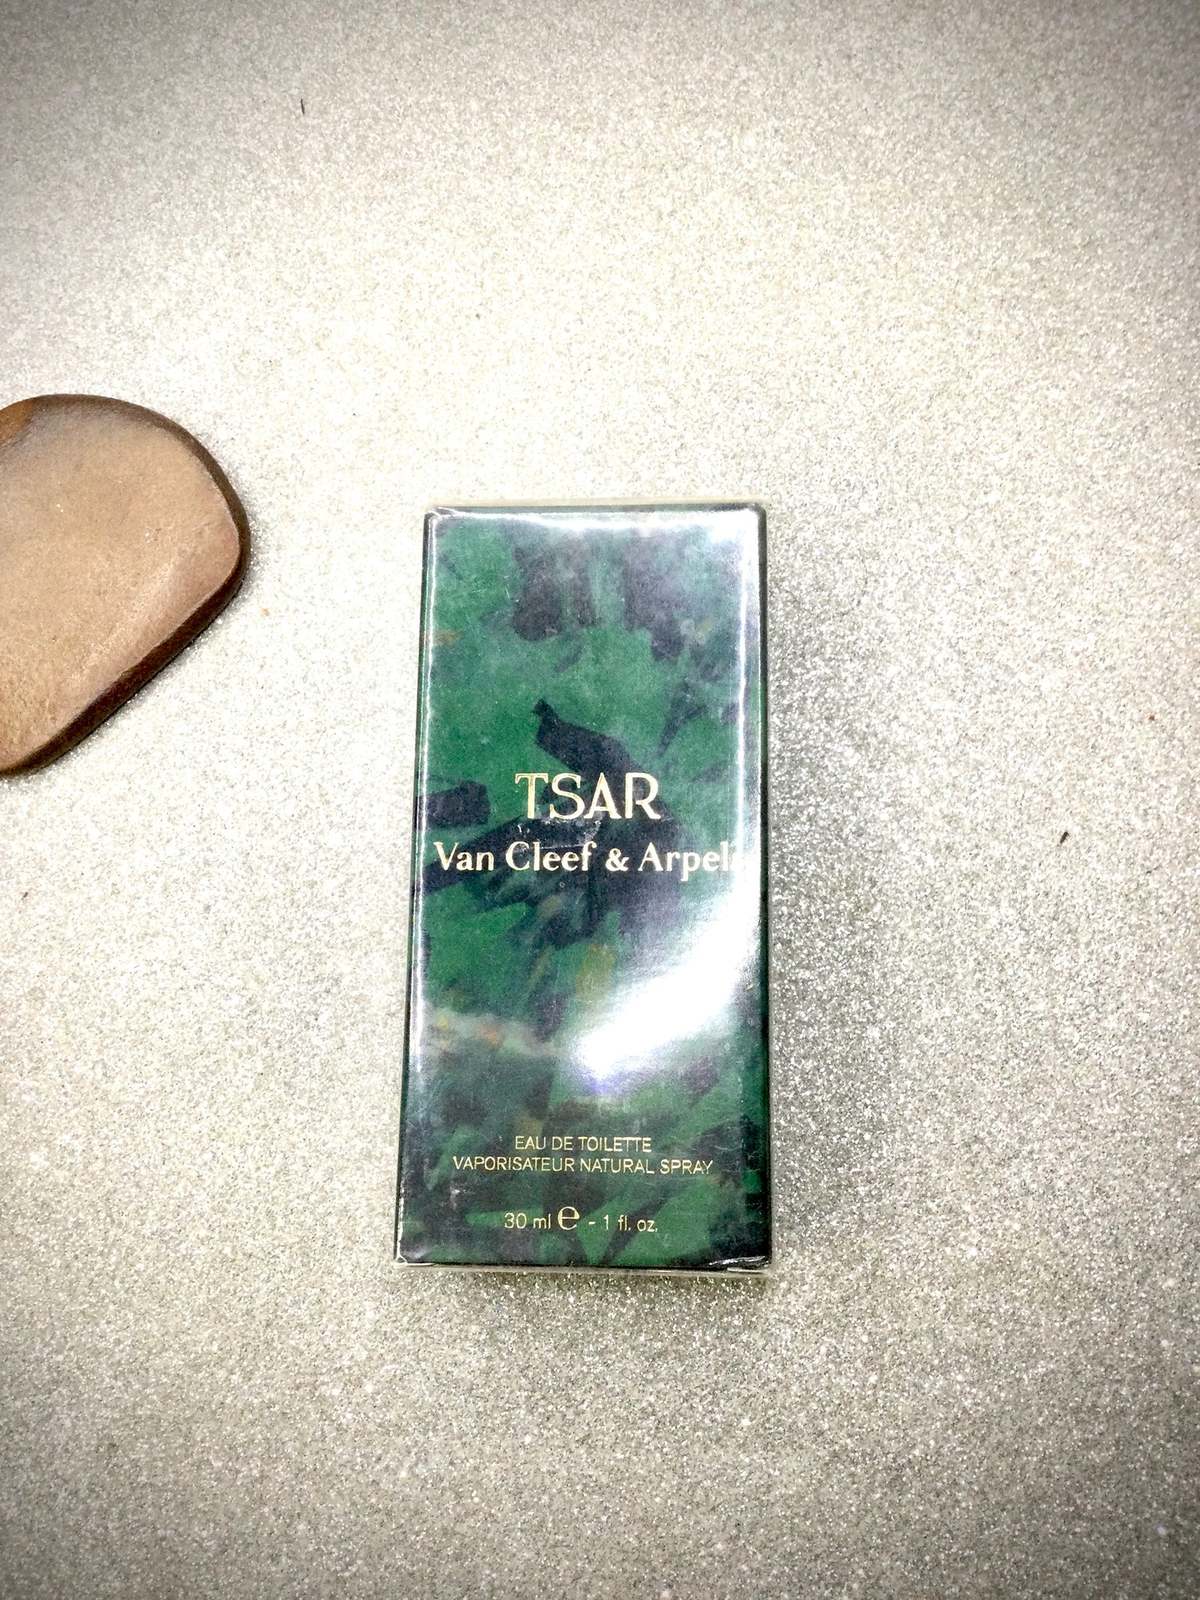 TSAR
Van Cleef & Arpels
EAU DE TOILETTE
VAPORISATEUR NATURAL SPRAY
30 ml e - 1 fl. oz.